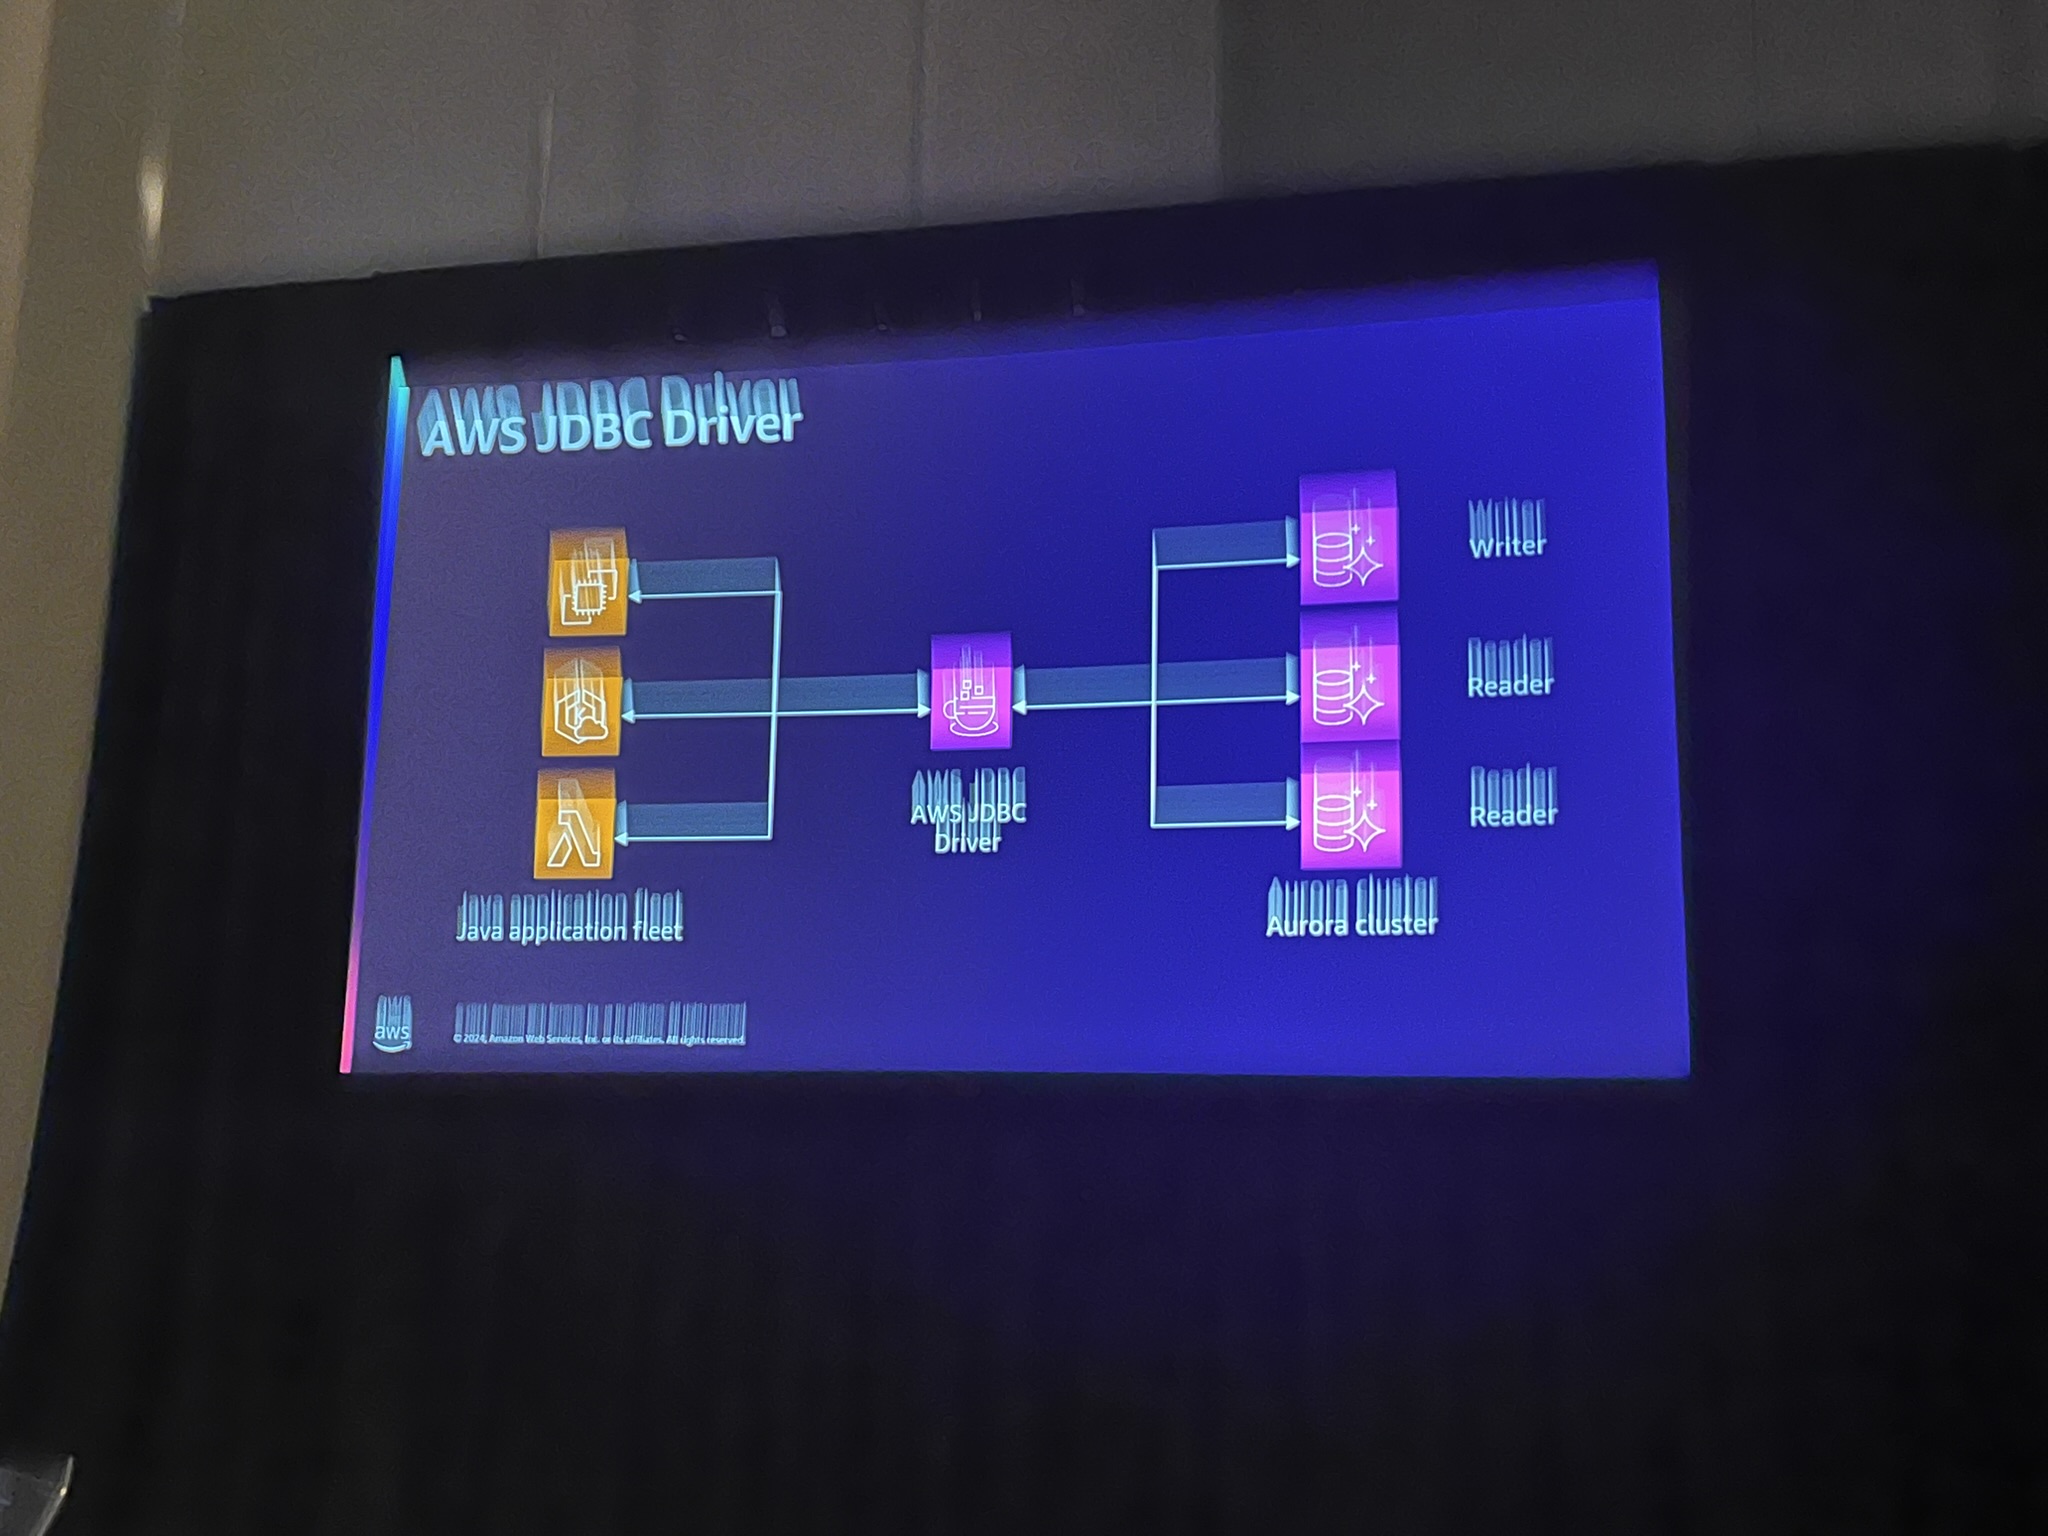 AWS JDBC Driver
Writer
Reader
AWS JDBC
Driver
Reader
Java application fleet
Aurora cluster
aws
© 2024, Amazon Web Services, Inc. or its affiliates. All rights reserved.